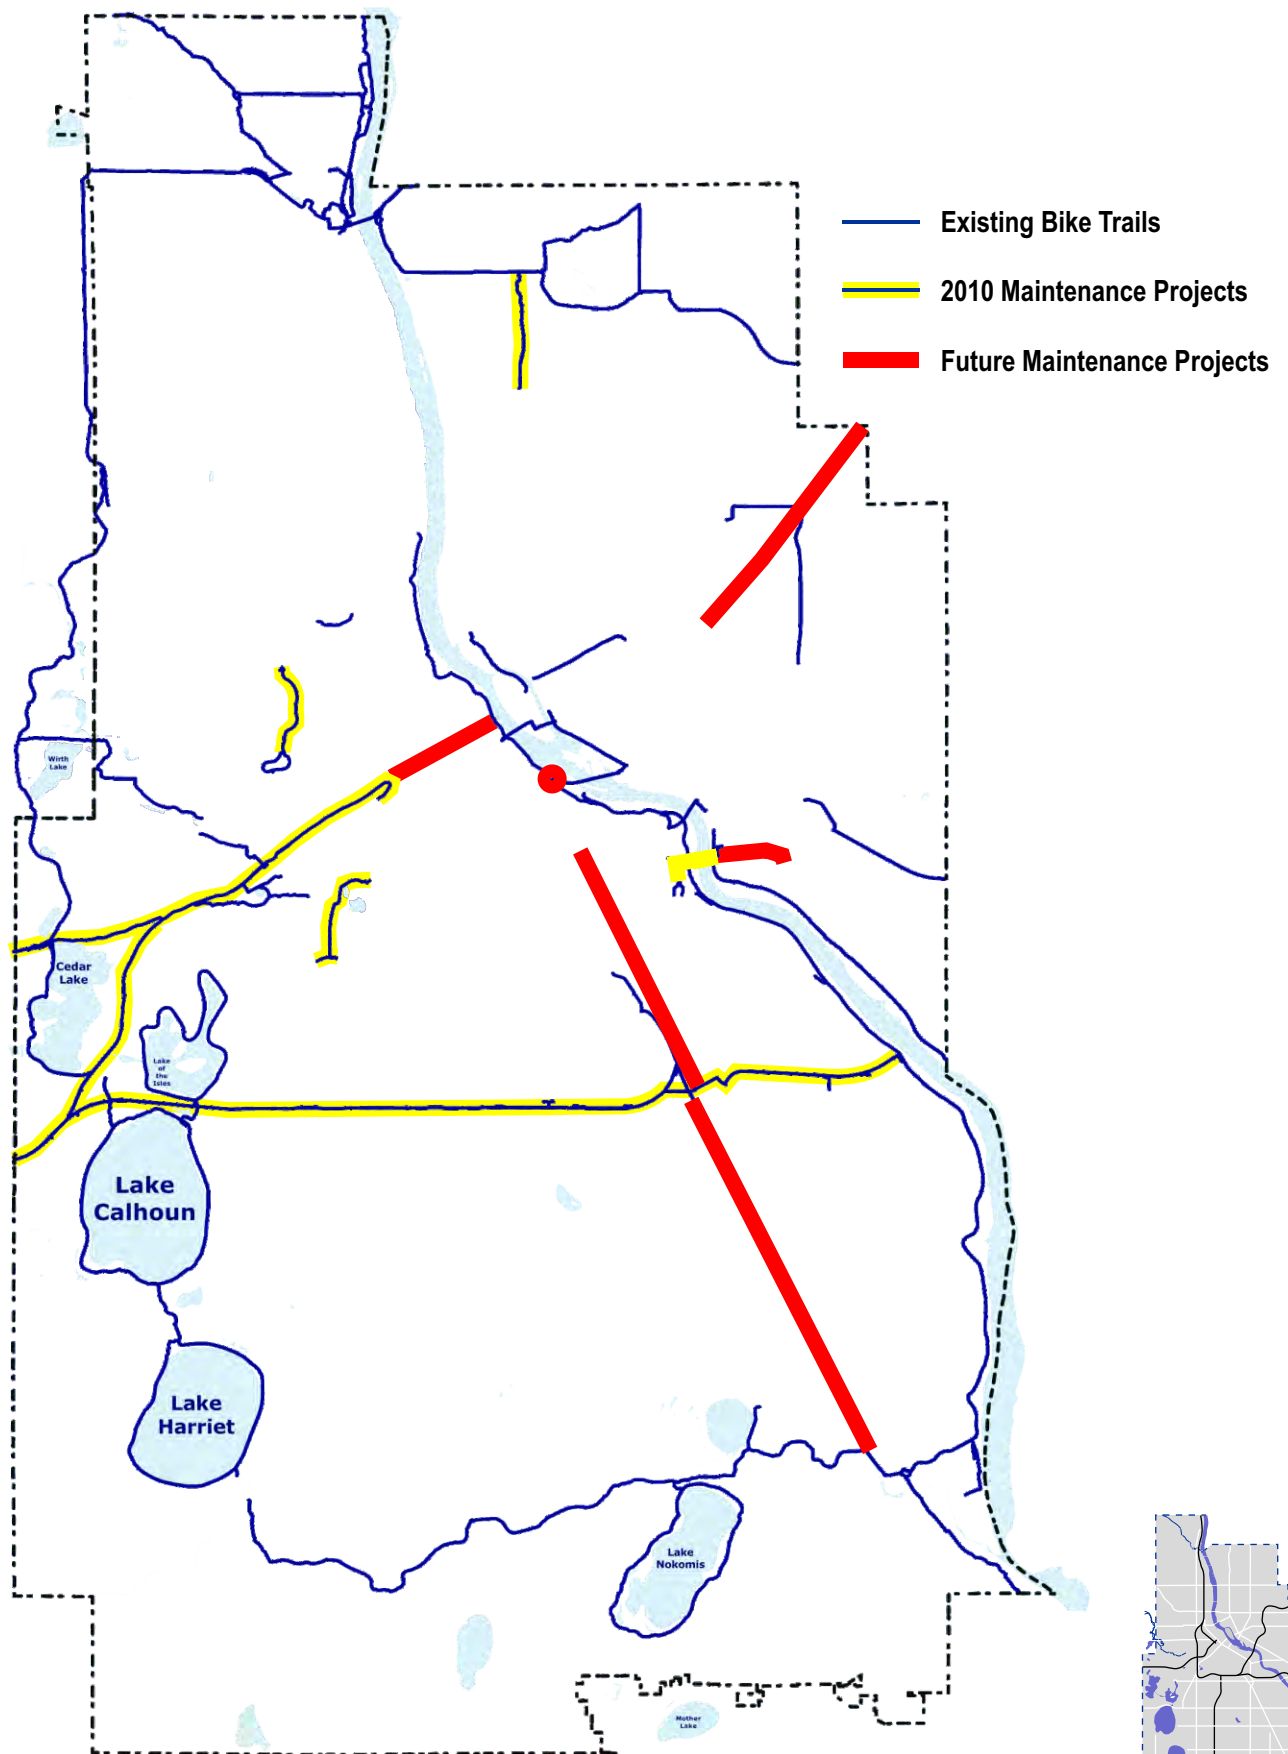 Existing Bike Trails
2010 Maintenance Projects
Future Maintenance Projects
Wirth
Lake
Cedar
Lake
Lake
of
the
Isles
Lake
Calhoun
Lake
Harriet
Lake
Nokomis
Mother
Lake